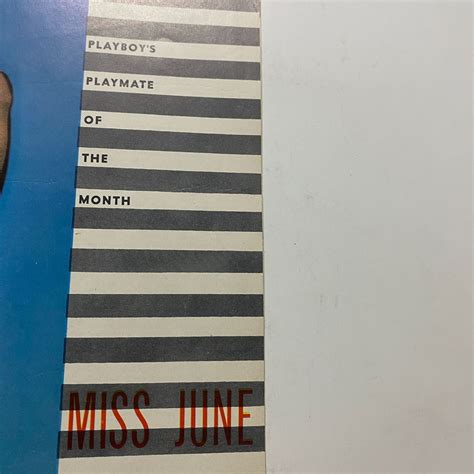 PLAYBOY'S
PLAYMATE
OF
THE
MONTH
MISS JUNE